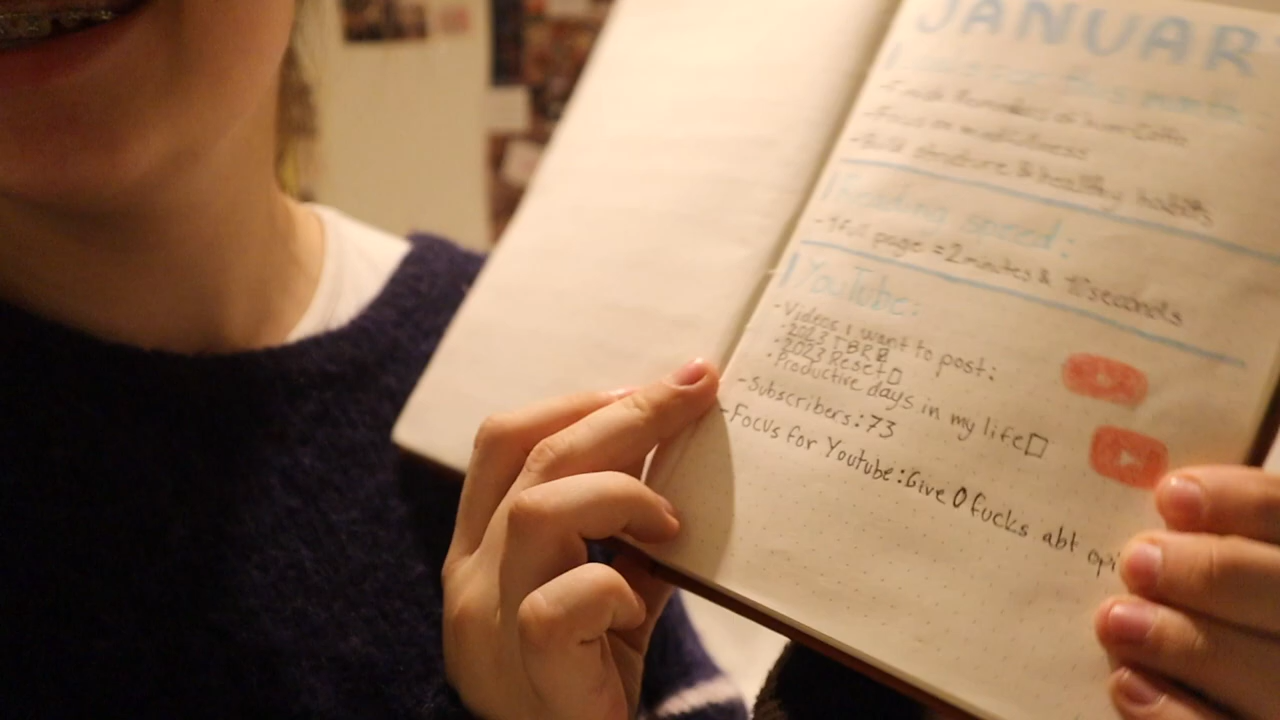 JANUAR
- Focus on mindfulness
- Build structure & healthy habits
Reading speed:
- 1 full page = 2 minutes & 10 seconds
YouTube:
- Videos i want to post:
· 2023 TBR
· 2023 Reset
· Productive days in my life
- Subscribers: 73
- Focus for Youtube: Give 0 fucks abt opi